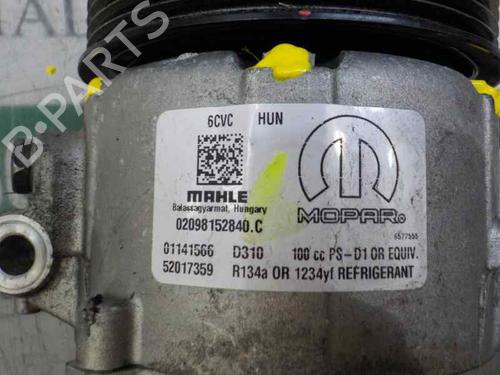 6CVC HUN
MAHLE
Balassagyarmat, Hungary
02098152840.C
MOPAR
6577555
01141566 D310 100 cc PS-D1 OR EQUIV.
52017359 R134a OR 1234yf REFRIGERANT
B-PARTS